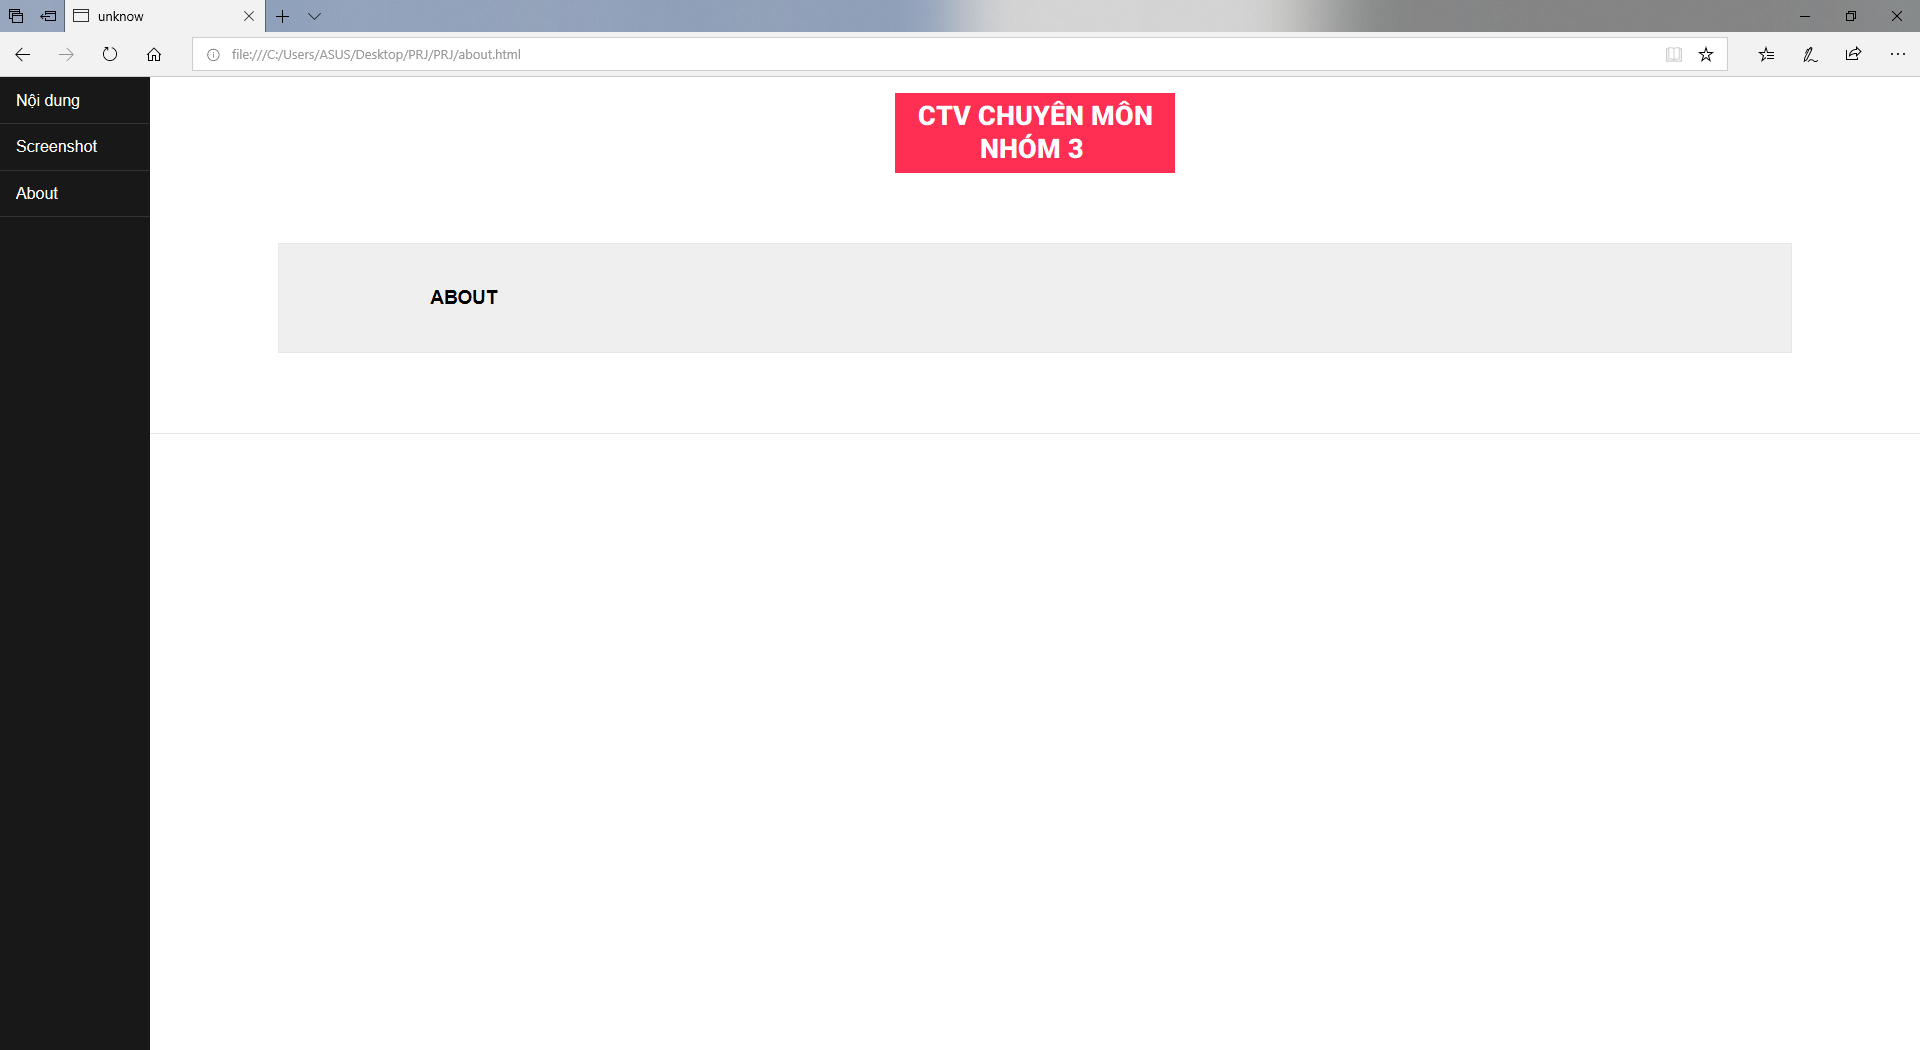 unknow
file:///C:/Users/ASUS/Desktop/PRJ/PRJ/about.html
Nội dung
Screenshot
About
CTV CHUYÊN MÔN
NHÓM 3
ABOUT